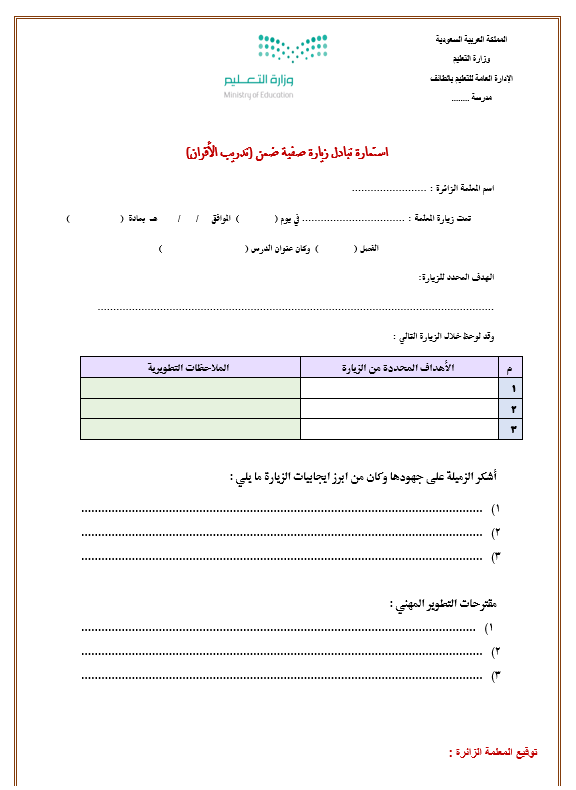 المملكة العربية السعودية
وزارة التعليم
الإدارة العامة للتعليم بالطائف
مدرسة ........
وزارة التعـليم
Ministry of Education
استمارة تبادل زيارة صفية ضمن (تدريب الأقران)
اسم المعلمة الزائرة : ........................
تمت زيارة المعلمة : ................................. في يوم ( ) الموافق / / هـ بمادة ( )
الفصل ( ) وكان عنوان الدرس ( )
الهدف المحدد للزيارة:
................................................................................
وقد لوحظ خلال الزيارة التالي :
م الأهداف المحددة من الزيارة الملاحظات التطويرية
١
٢
٣
أشكر الزميلة على جهودها وكان من ابرز ايجابيات الزيارة ما يلي :
١) ................................................................................
٢) ................................................................................
٣) ................................................................................
مقترحات التطوير المهني :
١) ................................................................................
٢) ................................................................................
٣) ................................................................................
توقيع المعلمة الزائرة :